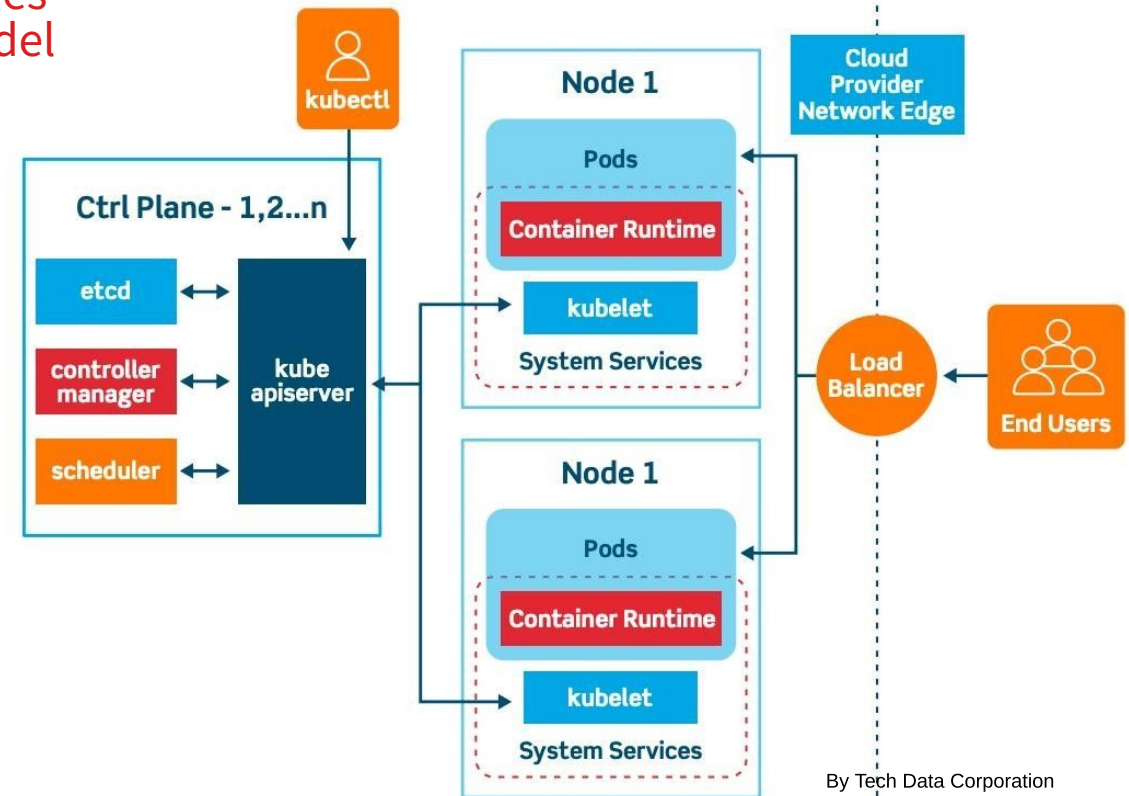 es
del
kubectl
Ctrl Plane - 1,2...n
etcd
controller
manager
scheduler
kube
apiserver
Node 1
Pods
Container Runtime
kubelet
System Services
Node 1
Pods
Container Runtime
kubelet
System Services
Cloud
Provider
Network Edge
Load
Balancer
End Users
By Tech Data Corporation